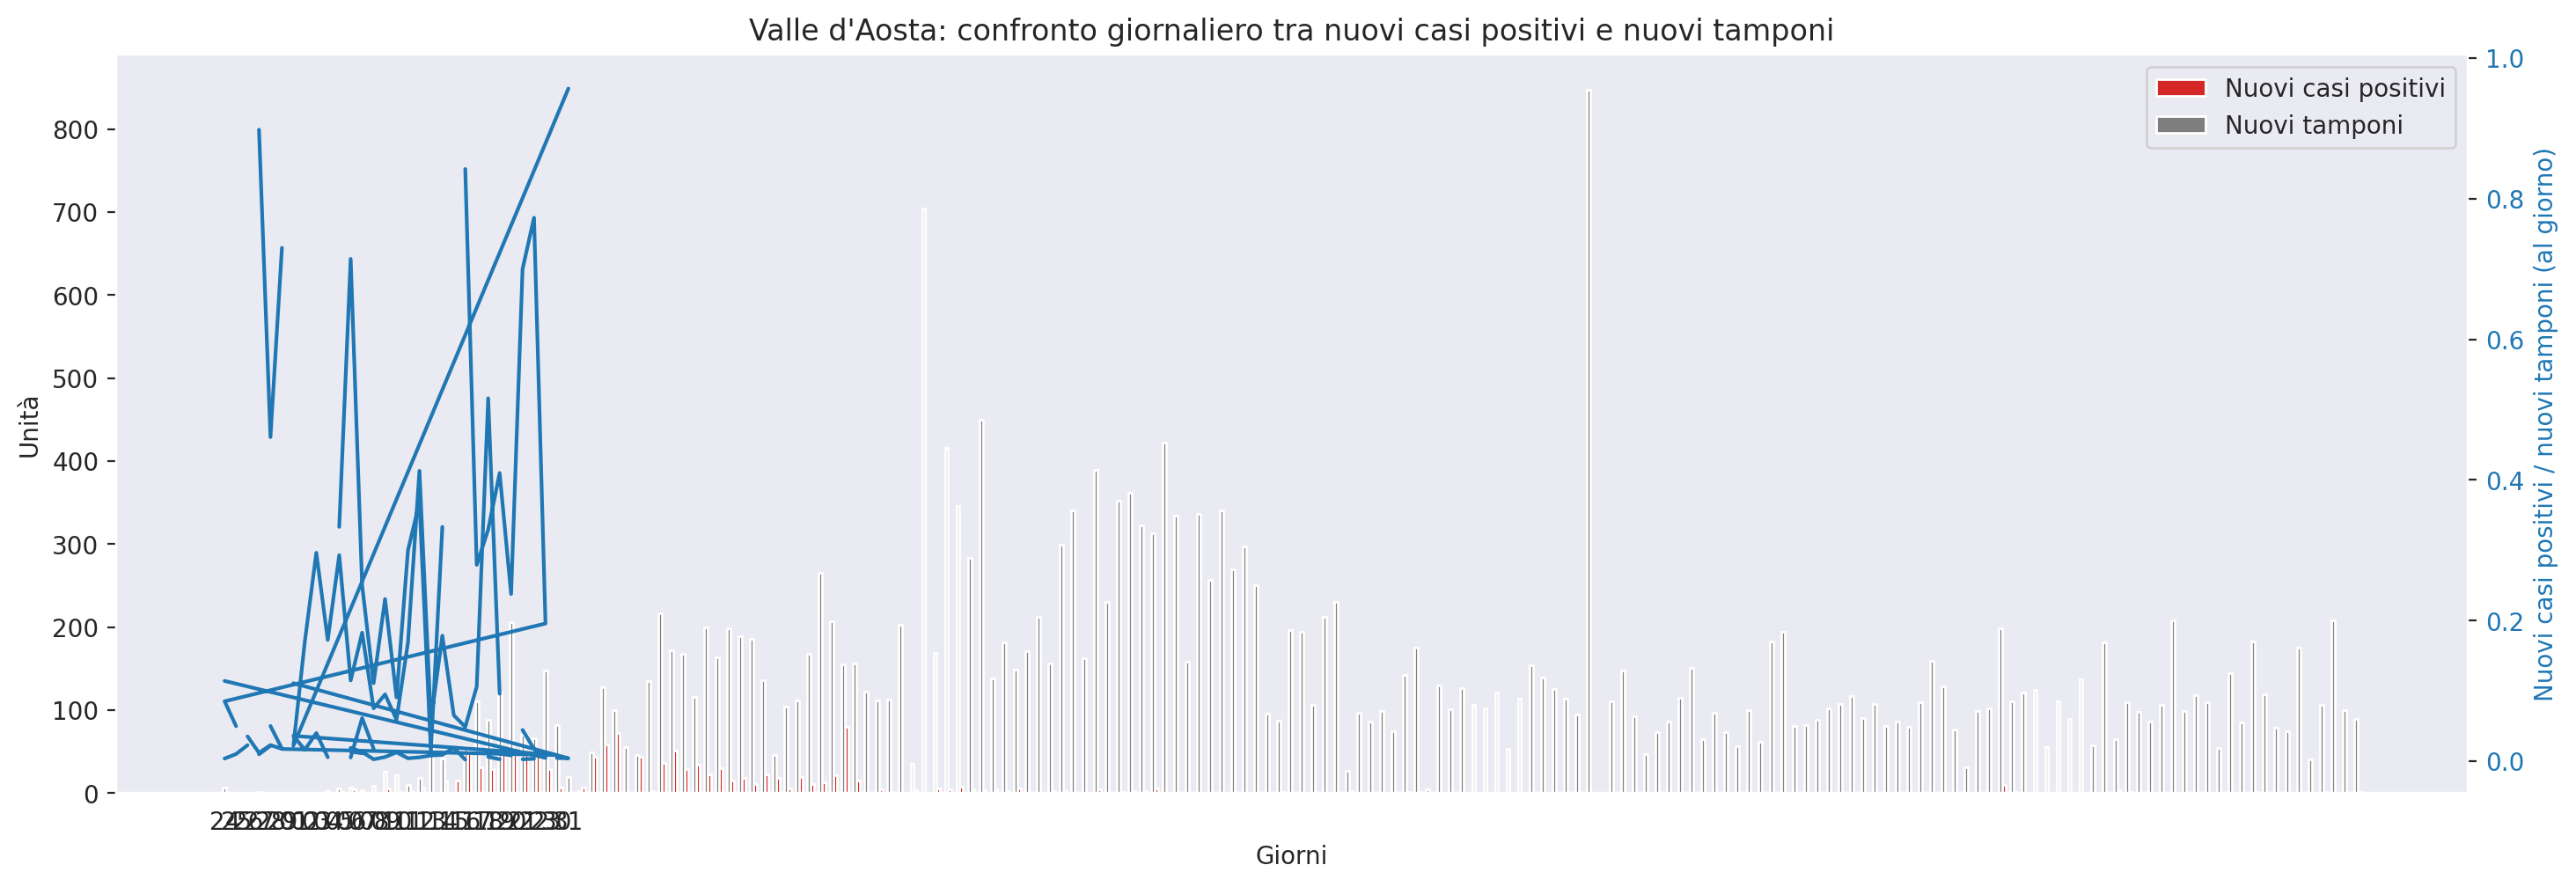 Valle d'Aosta: confronto giornaliero tra nuovi casi positivi e nuovi tamponi
Nuovi casi positivi
Nuovi tamponi
Unità
800
700
600
500
400
300
200
100
0
1.0
0.8
0.6
0.4
0.2
0.0
Nuovi casi positivi / nuovi tamponi (al giorno)
Giorni